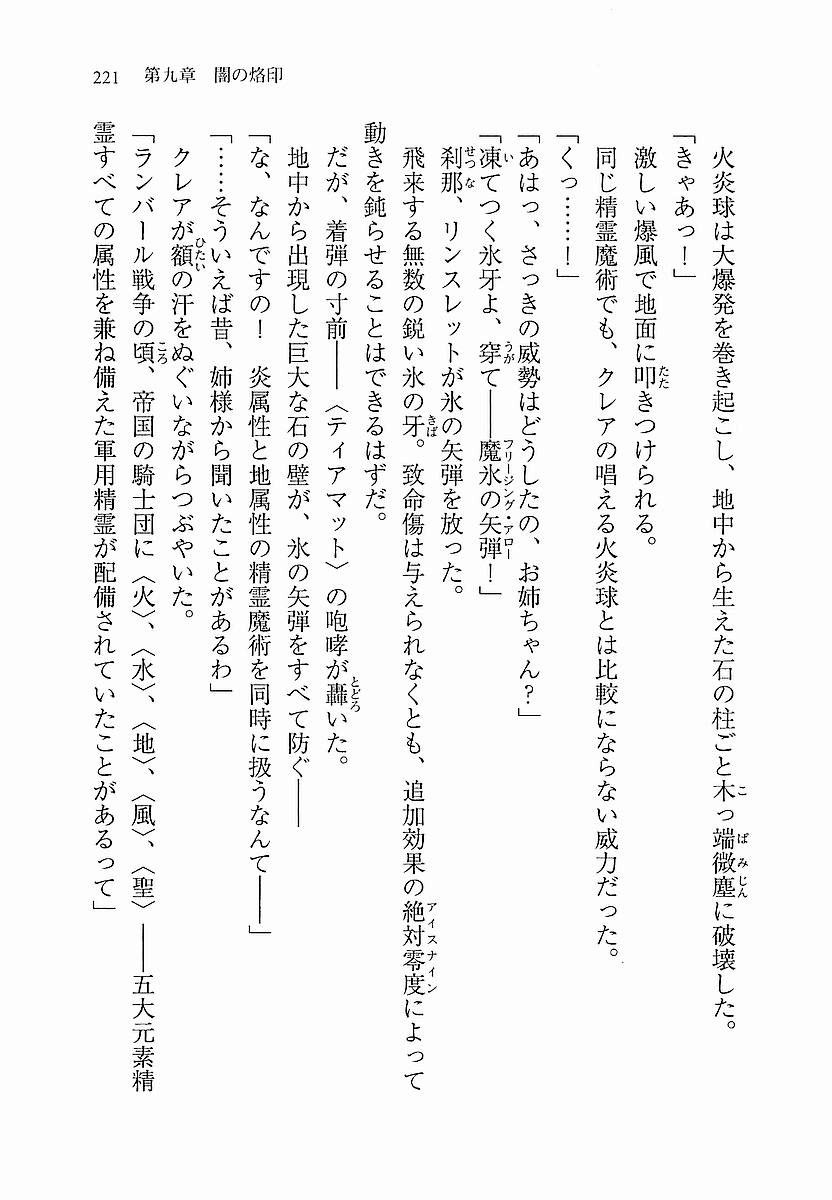 221　第九章　闇の烙印
　火炎球は大爆発を巻き起こし、地中から生えた石の柱ごと木っ端微塵に破壊した。
「きゃあっ！」
　激しい爆風で地面に叩きつけられる。
　同じ精霊魔術でも、クレアの唱える火炎球とは比較にならない威力だった。
「くっ……！」
「あはっ、さっきの威勢はどうしたの、お姉ちゃん？」
「凍てつく氷牙よ、穿て――魔氷の矢弾！」
　刹那、リンスレットが氷の矢弾を放った。
　飛来する無数の鋭い氷の牙。致命傷は与えられなくとも、追加効果の絶対零度によって
動きを鈍らせることはできるはずだ。
　だが、着弾の寸前――〈ティアマット〉の咆哮が轟いた。
　地中から出現した巨大な石の壁が、氷の矢弾をすべて防ぐ――
「な、なんですの！　炎属性と地属性の精霊魔術を同時に扱うなんて――」
「……そういえば昔、姉様から聞いたことがあるわ」
　クレアが額の汗をぬぐいながらつぶやいた。
「ランバール戦争の頃、帝国の騎士団に〈火〉、〈水〉、〈地〉、〈風〉、〈聖〉――五大元素精
霊すべての属性を兼ね備えた軍用精霊が配備されていたことがあるって」